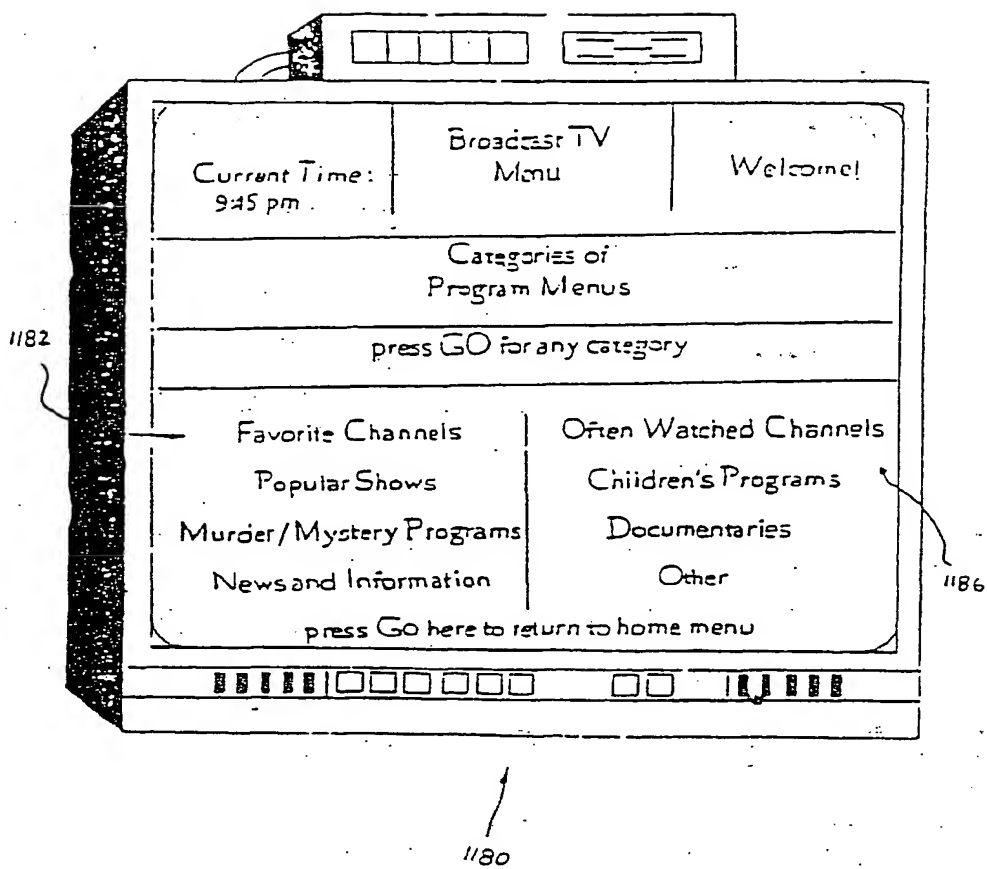 Current Time:
9:45 pm
Broadcast TV
Menu
Welcome!
Categories of
Program Menus
press GO for any category
1182
Favorite Channels
Popular Shows
Murder/Mystery Programs
News and Information
Often Watched Channels
Children's Programs
Documentaries
Other
1186
press Go here to return to home menu
1180